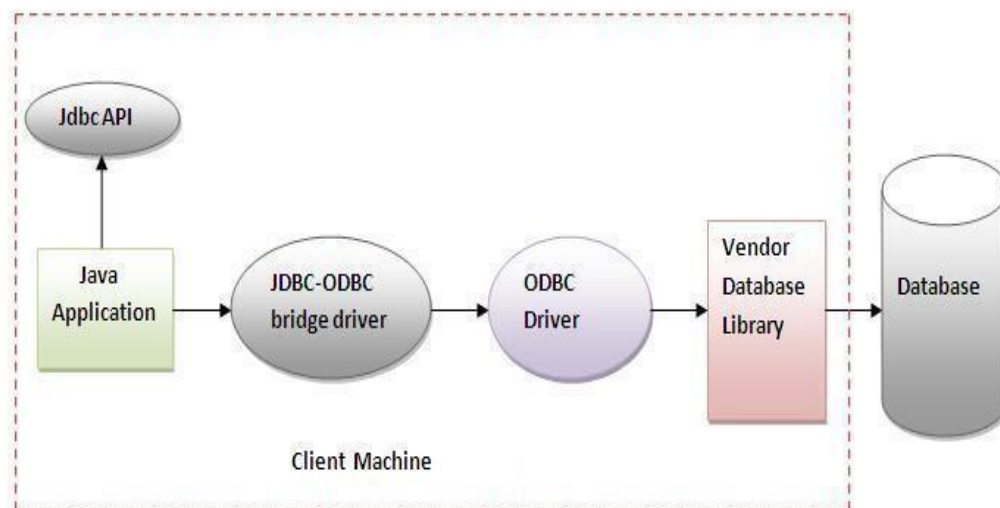 Jdbc API
Java
Application
JDBC-ODBC
bridge driver
ODBC
Driver
Vendor
Database
Library
Database
Client Machine